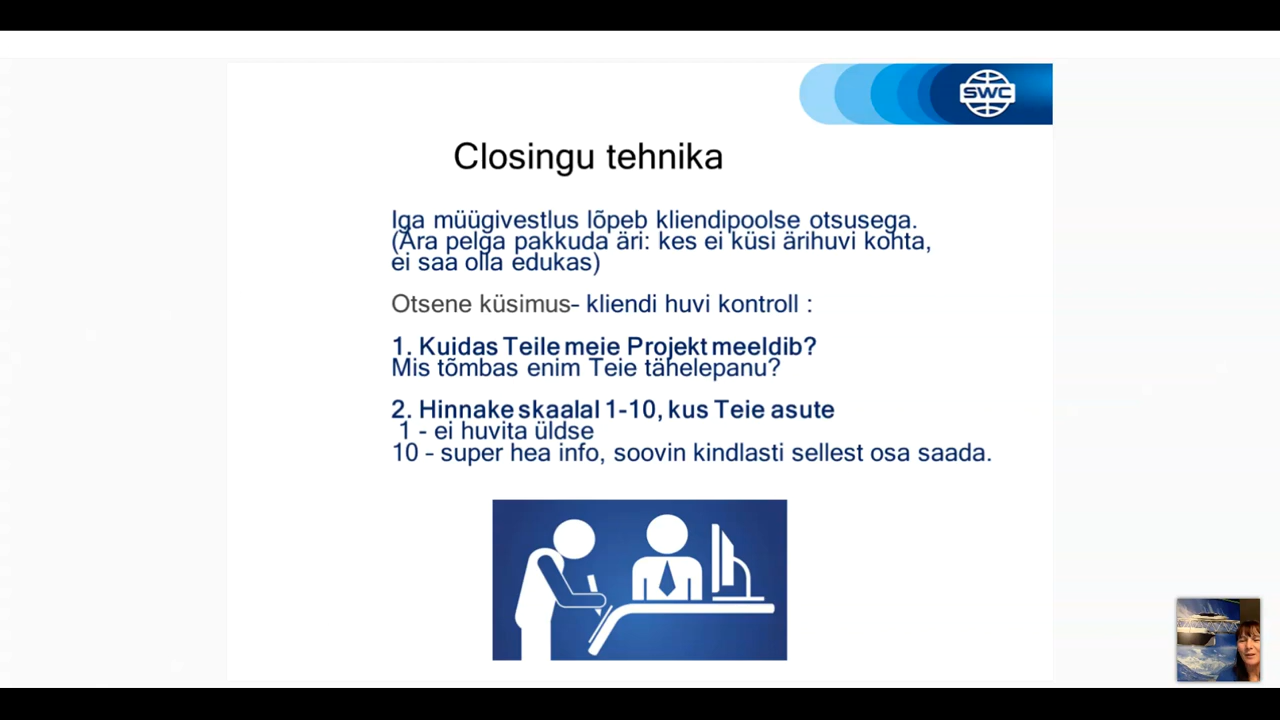 SWC
Closingu tehnika
Iga müügivestlus lõpeb kliendipoolse otsusega.
(Ära pelga pakkuda äri: kes ei küsi ärihuvi kohta,
ei saa olla edukas)
Otsene küsimus– kliendi huvi kontroll :
1. Kuidas Teile meie Projekt meeldib?
Mis tõmbas enim Teie tähelepanu?
2. Hinnake skaalal 1-10, kus Teie asute
1 - ei huvita üldse
10 – super hea info, soovin kindlasti sellest osa saada.